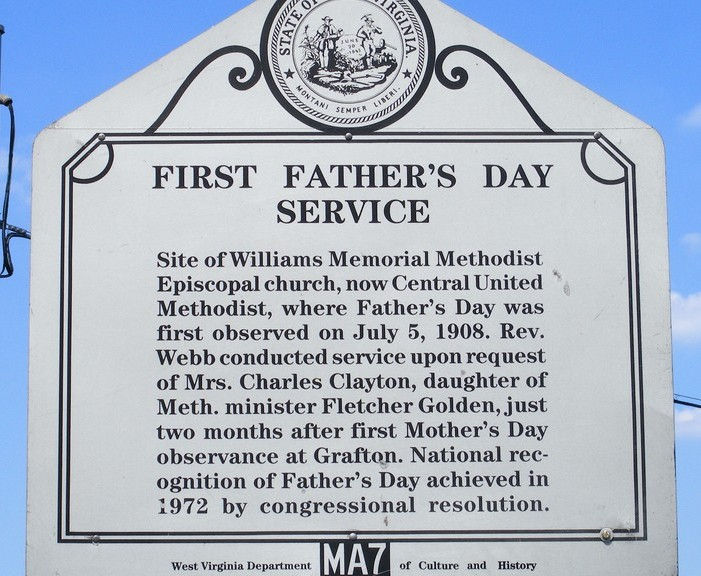 STATE OF VIRGINIA.
JUNE
20
1863
MONTANI SEMPER LIBERI.
FIRST FATHER'S DAY
SERVICE
Site of Williams Memorial Methodist
Episcopal church, now Central United
Methodist, where Father's Day was
first observed on July 5, 1908. Rev.
Webb conducted service upon request
of Mrs. Charles Clayton, daughter of
Meth. minister Fletcher Golden, just
two months after first Mother's Day
observance at Grafton. National rec-
ognition of Father's Day achieved in
1972 by congressional resolution.
West Virginia Department MA7 of Culture and History